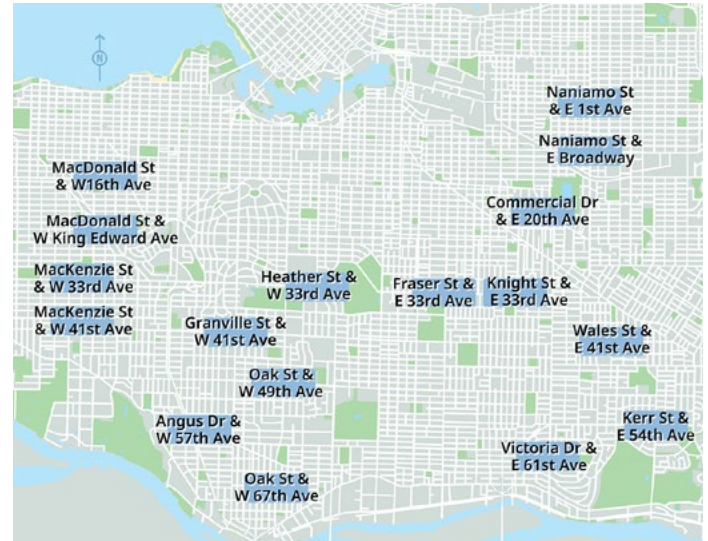 N
Naniamo St
& E 1st Ave
Naniamo St &
E Broadway
MacDonald St
& W16th Ave
Commercial Dr
& E 20th Ave
MacDonald St &
W King Edward Ave
MacKenzie St
& W 33rd Ave
Heather St &
W 33rd Ave
Fraser St &
E 33rd Ave
Knight St &
E 33rd Ave
MacKenzie St
& W 41st Ave
Granville St &
W 41st Ave
Wales St &
E 41st Ave
Oak St &
W 49th Ave
Angus Dr &
W 57th Ave
Kerr St &
E 54th Ave
Victoria Dr &
E 61st Ave
Oak St &
W 67th Ave